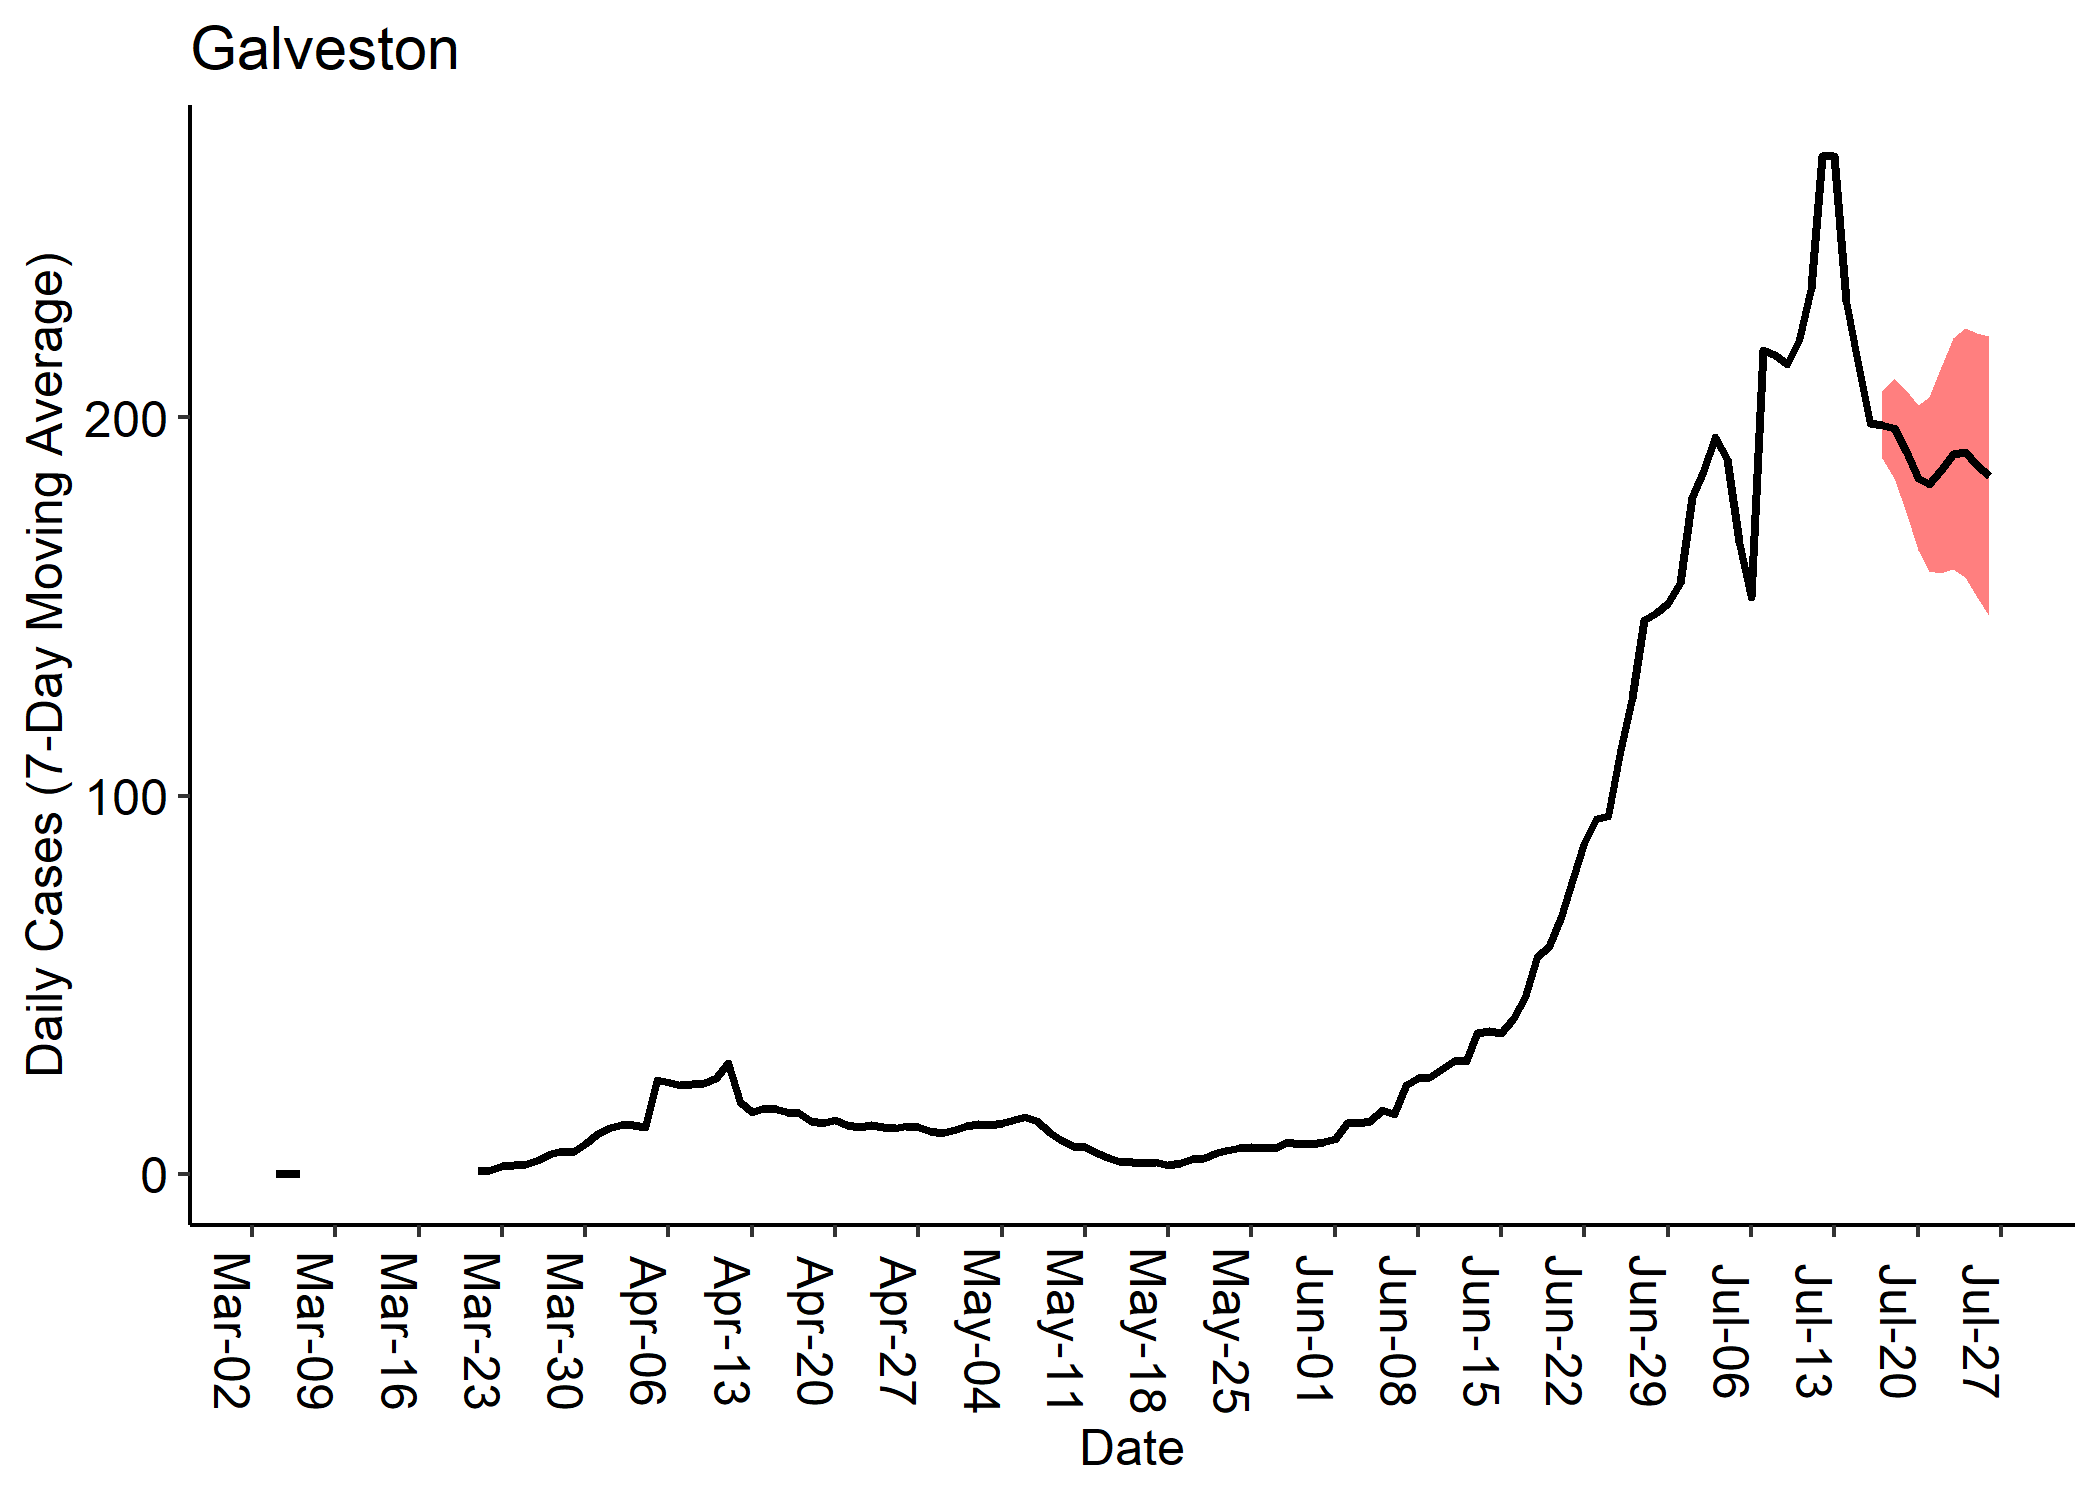 Galveston
Daily Cases (7-Day Moving Average)
200
100
0
Mar-02
Mar-09
Mar-16
Mar-23
Mar-30
Apr-06
Apr-13
Apr-20
Apr-27
May-04
May-11
May-18
May-25
Jun-01
Jun-08
Jun-15
Jun-22
Jun-29
Jul-06
Jul-13
Jul-20
Jul-27
Date